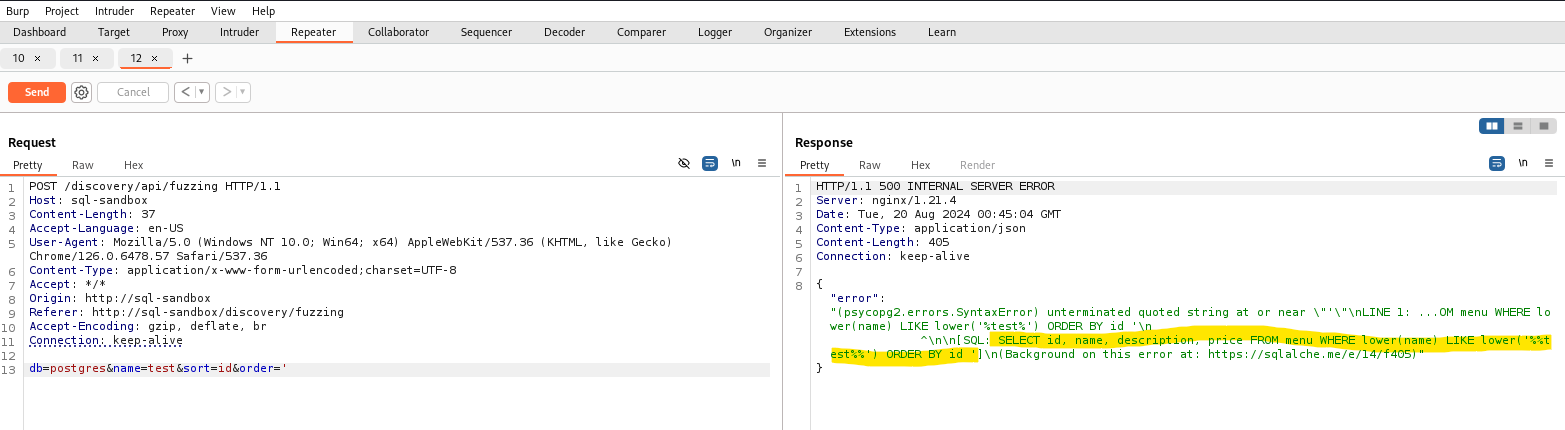 Burp Project Intruder Repeater View Help
Dashboard Target Proxy Intruder Repeater Collaborator Sequencer Decoder Comparer Logger Organizer Extensions Learn
10 × 11 × 12 × +
Send Cancel < >
Request
Pretty Raw Hex \n
1 POST /discovery/api/fuzzing HTTP/1.1
2 Host: sql-sandbox
3 Content-Length: 37
4 Accept-Language: en-US
5 User-Agent: Mozilla/5.0 (Windows NT 10.0; Win64; x64) AppleWebKit/537.36 (KHTML, like Gecko)
Chrome/126.0.6478.57 Safari/537.36
6 Content-Type: application/x-www-form-urlencoded;charset=UTF-8
7 Accept: */*
8 Origin: http://sql-sandbox
9 Referer: http://sql-sandbox/discovery/fuzzing
10 Accept-Encoding: gzip, deflate, br
11 Connection: keep-alive
12
13 db=postgres&name=test&sort=id&order='
Response
Pretty Raw Hex Render \n
1 HTTP/1.1 500 INTERNAL SERVER ERROR
2 Server: nginx/1.21.4
3 Date: Tue, 20 Aug 2024 00:45:04 GMT
4 Content-Type: application/json
5 Content-Length: 405
6 Connection: keep-alive
7
8 {
"error":
"(psycopg2.errors.SyntaxError) unterminated quoted string at or near \"'\"\nLINE 1: ...OM menu WHERE lo
wer(name) LIKE lower('%test%') ORDER BY id '\n
^\n\n[SQL: SELECT id, name, description, price FROM menu WHERE lower(name) LIKE lower('%%t
est%%') ORDER BY id ']\n(Background on this error at: https://sqlalche.me/e/14/f405)"
}